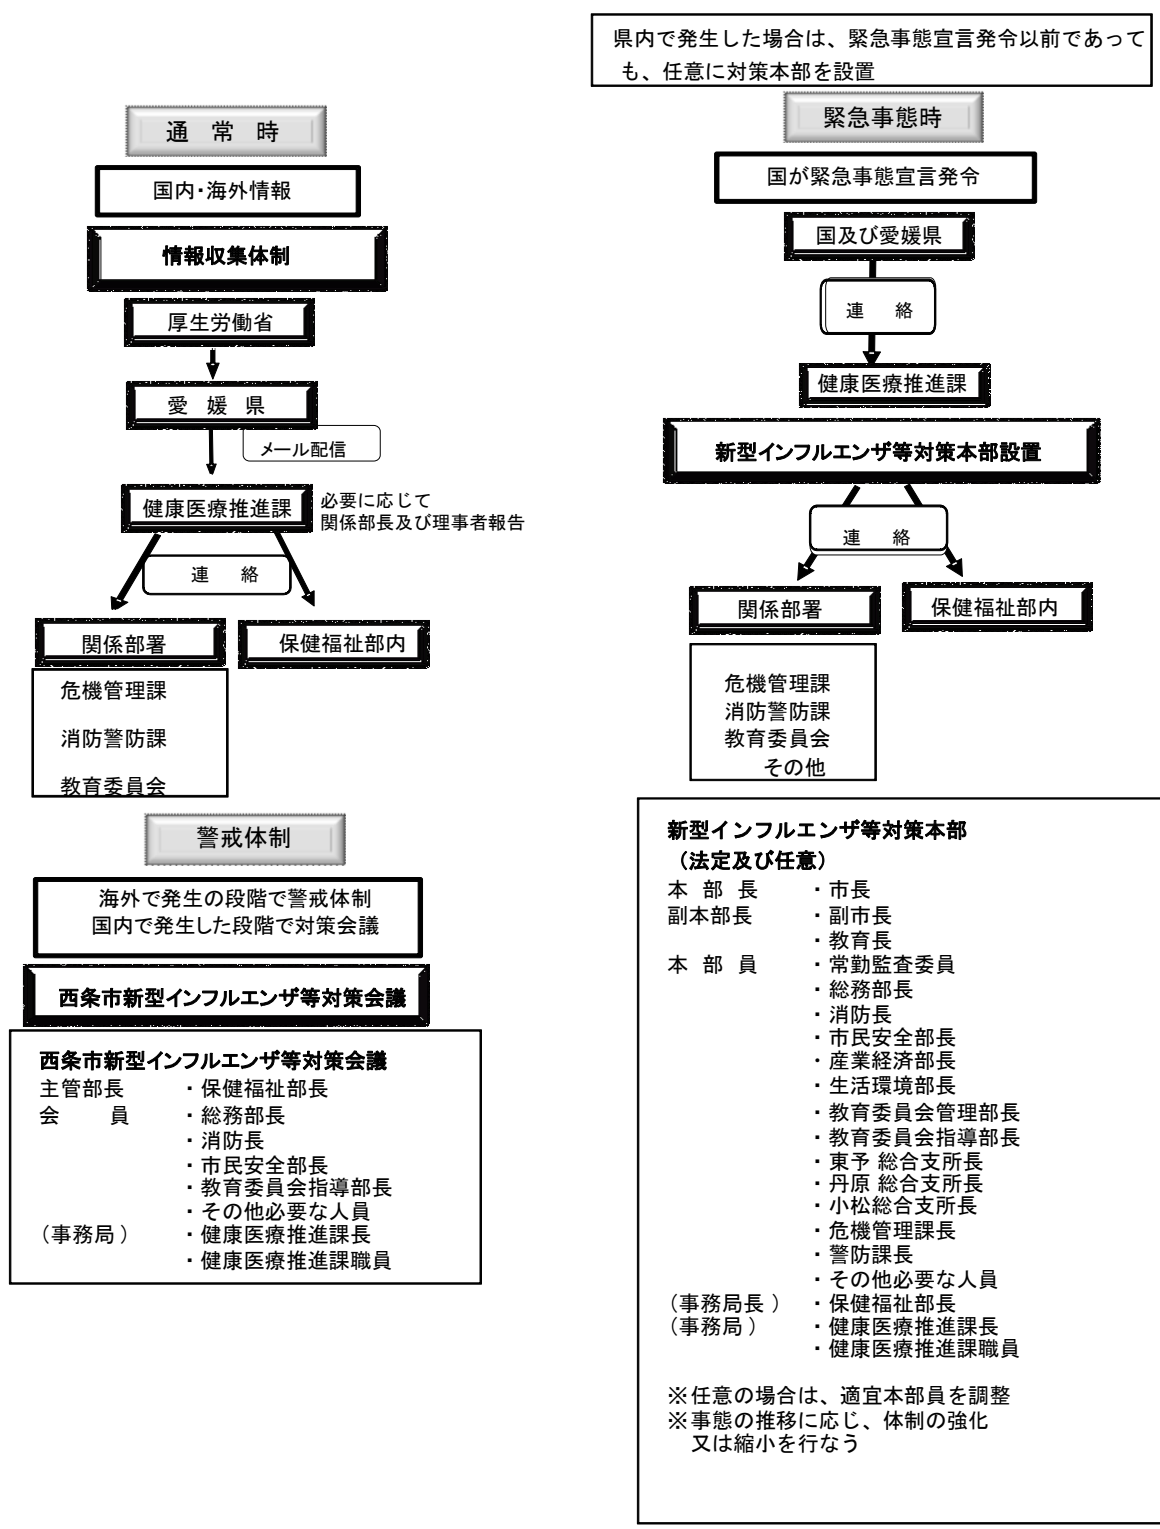 通 常 時
国内・海外情報
情報収集体制
厚生労働省
愛 媛 県
メール配信
健康医療推進課
必要に応じて
関係部長及び理事者報告
連 絡
関係部署
保健福祉部内
危機管理課
消防警防課
教育委員会
警戒体制
海外で発生の段階で警戒体制
国内で発生した段階で対策会議
西条市新型インフルエンザ等対策会議
西条市新型インフルエンザ等対策会議
主管部長 ・保健福祉部長
会 員 ・総務部長
・消防長
・市民安全部長
・教育委員会指導部長
・その他必要な人員
（事務局） ・健康医療推進課長
・健康医療推進課職員
県内で発生した場合は、緊急事態宣言発令以前であって
も、任意に対策本部を設置
緊急事態時
国が緊急事態宣言発令
国及び愛媛県
連 絡
健康医療推進課
新型インフルエンザ等対策本部設置
連 絡
関係部署
保健福祉部内
危機管理課
消防警防課
教育委員会
その他
新型インフルエンザ等対策本部
（法定及び任意）
本 部 長 ・市長
副本部長 ・副市長
・教育長
本 部 員 ・常勤監査委員
・総務部長
・消防長
・市民安全部長
・産業経済部長
・生活環境部長
・教育委員会管理部長
・教育委員会指導部長
・東予 総合支所長
・丹原 総合支所長
・小松総合支所長
・危機管理課長
・警防課長
・その他必要な人員
（事務局長） ・保健福祉部長
（事務局） ・健康医療推進課長
・健康医療推進課職員
※任意の場合は、適宜本部員を調整
※事態の推移に応じ、体制の強化
又は縮小を行なう